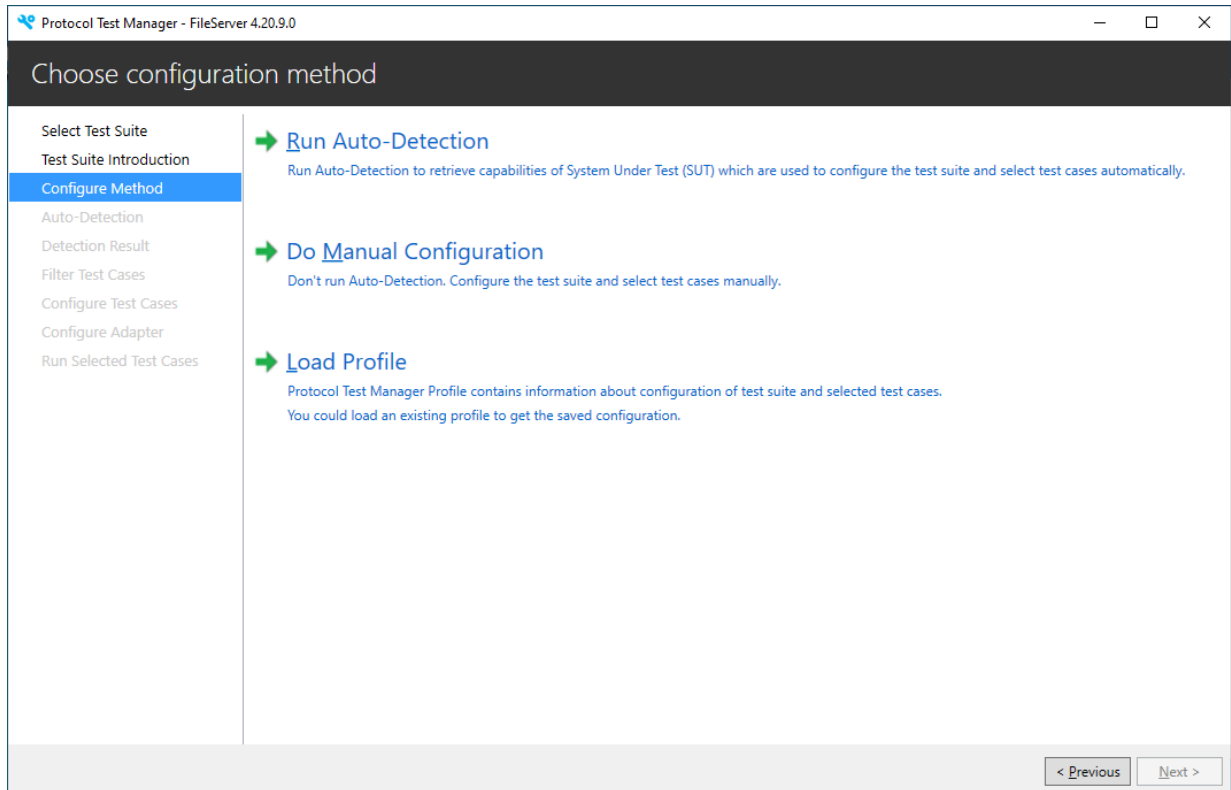 Protocol Test Manager - FileServer 4.20.9.0
Choose configuration method
Select Test Suite
Test Suite Introduction
Configure Method
Auto-Detection
Detection Result
Filter Test Cases
Configure Test Cases
Configure Adapter
Run Selected Test Cases
Run Auto-Detection
Run Auto-Detection to retrieve capabilities of System Under Test (SUT) which are used to configure the test suite and select test cases automatically.
Do Manual Configuration
Don't run Auto-Detection. Configure the test suite and select test cases manually.
Load Profile
Protocol Test Manager Profile contains information about configuration of test suite and selected test cases.
You could load an existing profile to get the saved configuration.
< Previous
Next >